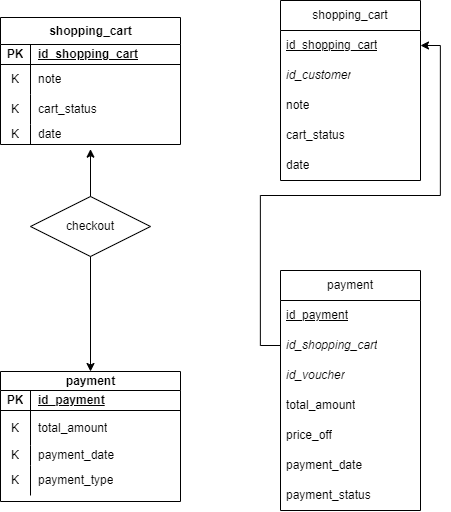 shopping_cart
PK id_shopping_cart
K note
K cart_status
K date
checkout
payment
PK id_payment
K total_amount
K payment_date
K payment_type
shopping_cart
id_shopping_cart
id_customer
note
cart_status
date
payment
id_payment
id_shopping_cart
id_voucher
total_amount
price_off
payment_date
payment_status